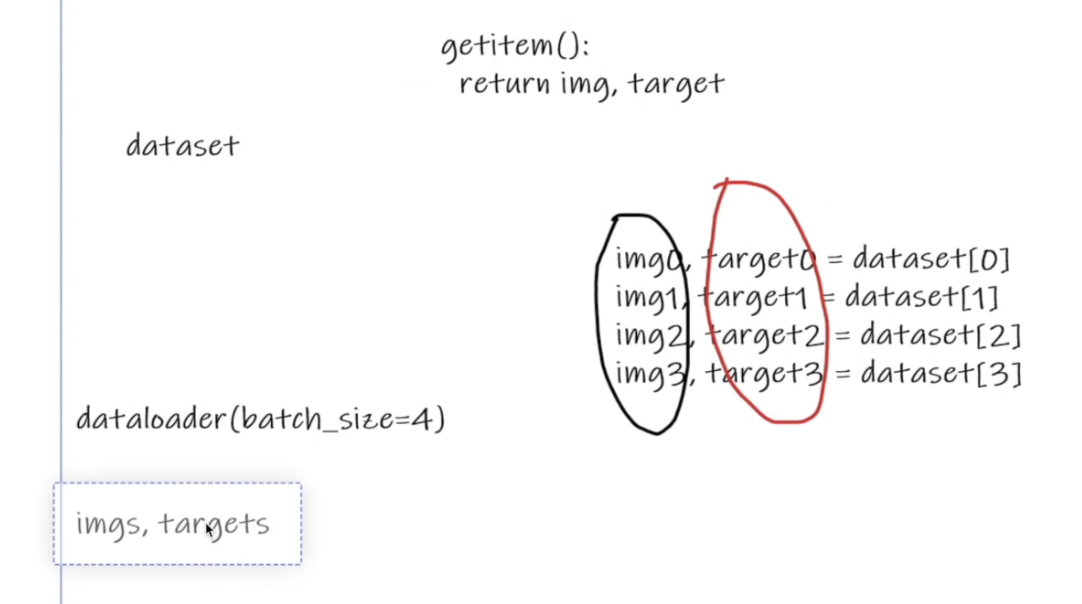 getitem():
return img, target
dataset
img0, target0 = dataset[0]
img1, target1 = dataset[1]
img2, target2 = dataset[2]
img3, target3 = dataset[3]
dataloader(batch_size=4)
imgs, targets